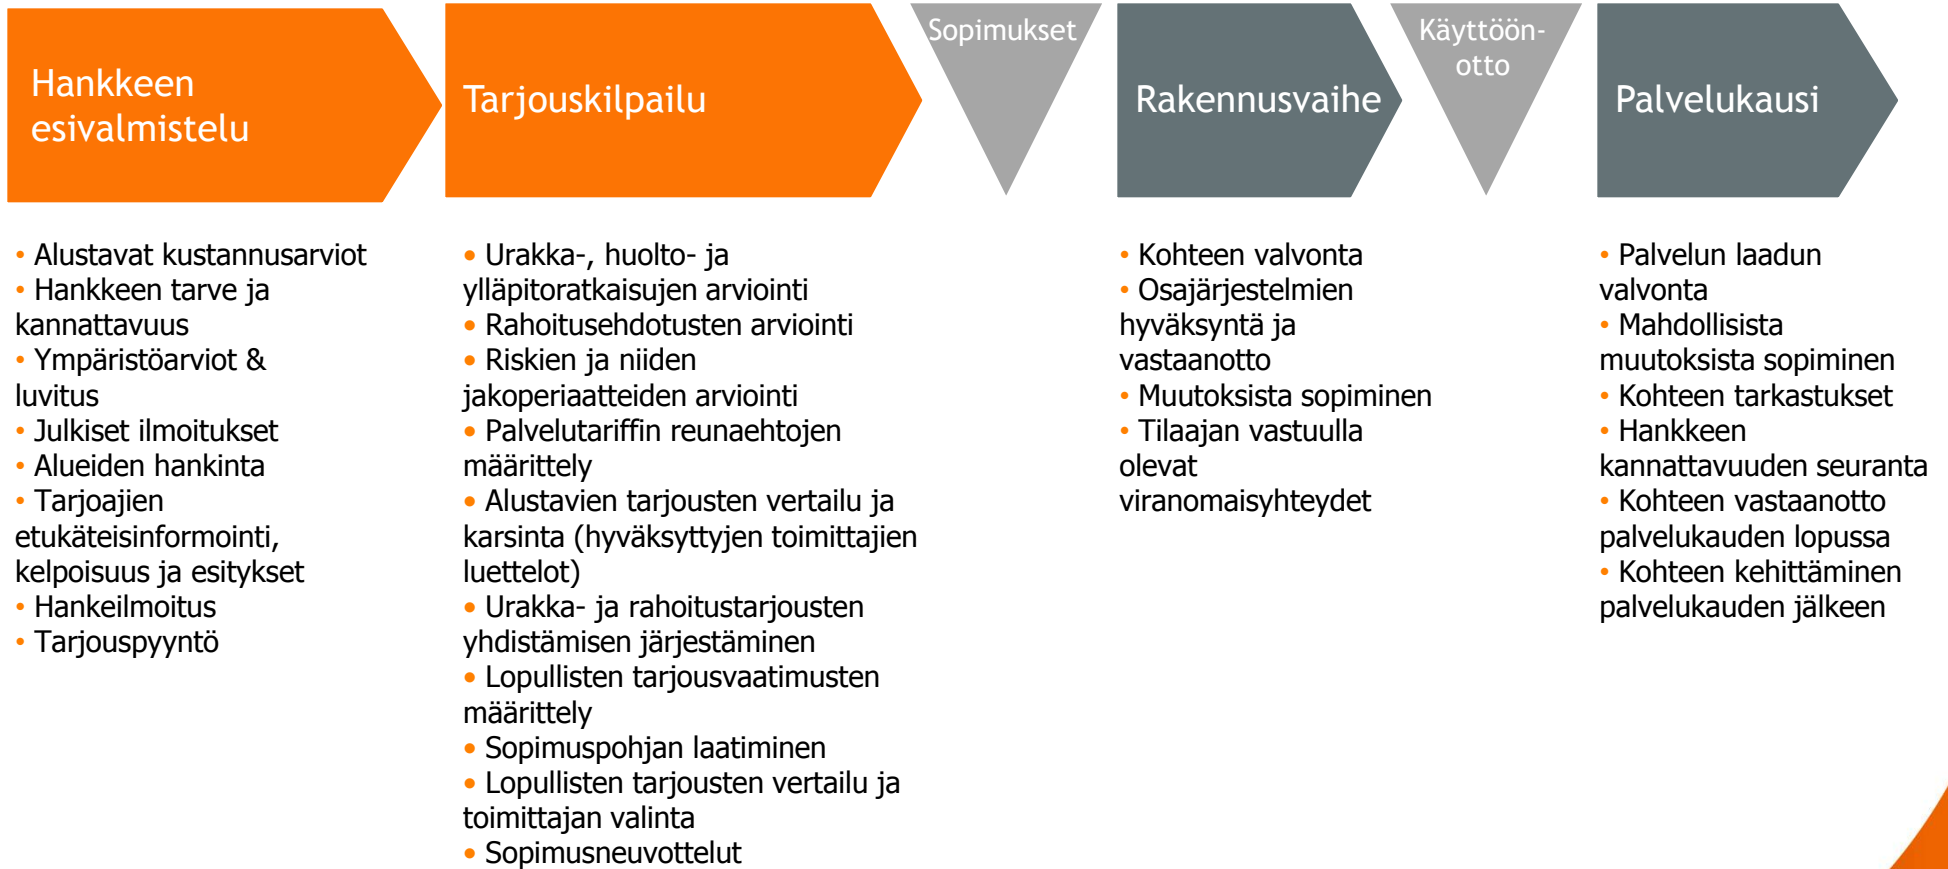 Hankkeen
esivalmistelu
Tarjouskilpailu
Sopimukset
Rakennusvaihe
Käyttöön-
otto
Palvelukausi
• Alustavat kustannusarviot
• Hankkeen tarve ja
kannattavuus
• Ympäristöarviot &
luvitus
• Julkiset ilmoitukset
• Alueiden hankinta
• Tarjoajien
etukäteisinformointi,
kelpoisuus ja esitykset
• Hankeilmoitus
• Tarjouspyyntö
• Urakka-, huolto- ja
ylläpitoratkaisujen arviointi
• Rahoitusehdotusten arviointi
• Riskien ja niiden
jakoperiaatteiden arviointi
• Palvelutariffin reunaehtojen
määrittely
• Alustavien tarjousten vertailu ja
karsinta (hyväksyttyjen toimittajien
luettelot)
• Urakka- ja rahoitustarjousten
yhdistämisen järjestäminen
• Lopullisten tarjousvaatimusten
määrittely
• Sopimuspohjan laatiminen
• Lopullisten tarjousten vertailu ja
toimittajan valinta
• Sopimusneuvottelut
• Kohteen valvonta
• Osajärjestelmien
hyväksyntä ja
vastaanotto
• Muutoksista sopiminen
• Tilaajan vastuulla
olevat
viranomaisyhteydet
• Palvelun laadun
valvonta
• Mahdollisista
muutoksista sopiminen
• Kohteen tarkastukset
• Hankkeen
kannattavuuden seuranta
• Kohteen vastaanotto
palvelukauden lopussa
• Kohteen kehittäminen
palvelukauden jälkeen